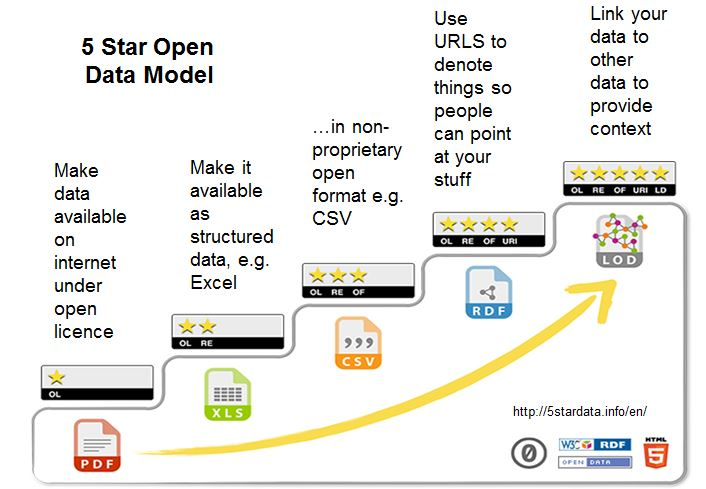 5 Star Open
Data Model
Make
data
available
on
internet
under
open
licence
OL
PDF
Make it
available
as
structured
data, e.g.
Excel
OL RE
XLS
…in non-
proprietary
open
format e.g.
CSV
OL RE OF
,,,
CSV
Use
URLS to
denote
things so
people
can point
at your
stuff
OL RE OF URI
RDF
Link your
data to
other
data to
provide
context
OL RE OF URI LD
LOD
http://5stardata.info/en/
0
W3C RDF
OPEN DATA
HTML
5